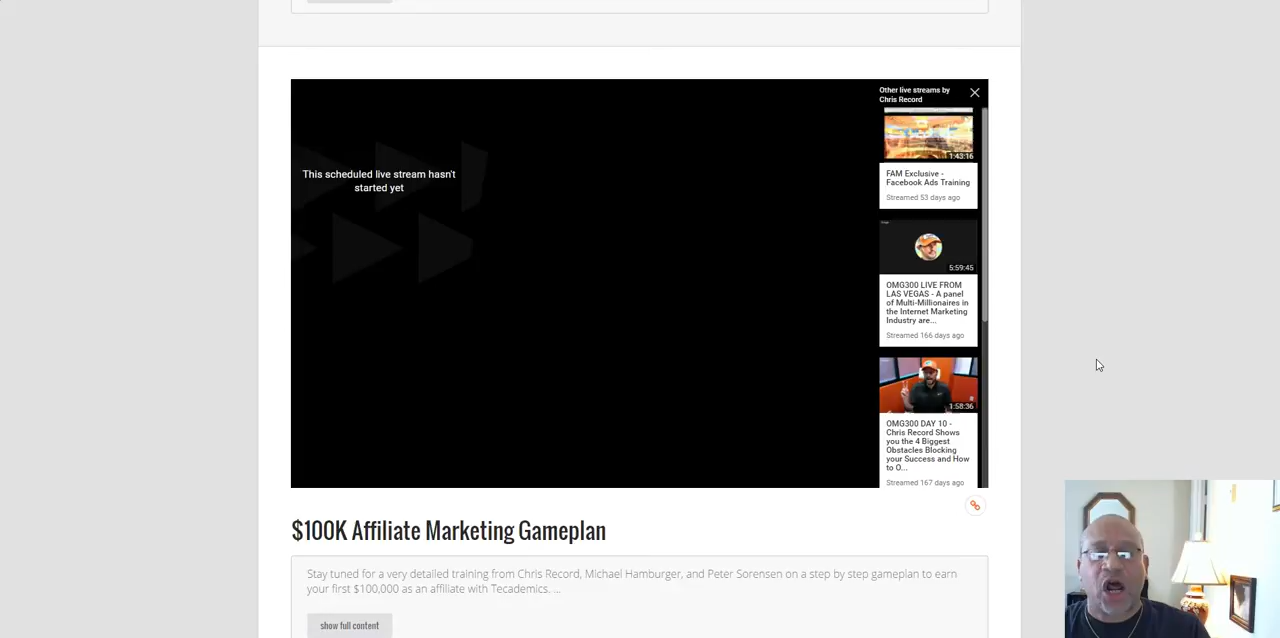 This scheduled live stream hasn't
started yet
Other live streams by
Chris Record
1:43:16
FAM Exclusive -
Facebook Ads Training
Streamed 53 days ago
5:59:45
OMG300 LIVE FROM
LAS VEGAS - A panel
of Multi-Millionaires in
the Internet Marketing
Industry are...
Streamed 166 days ago
1:58:36
OMG300 DAY 10 -
Chris Record Shows
you the 4 Biggest
Obstacles Blocking
your Success and How
to O...
Streamed 167 days ago
$100K Affiliate Marketing Gameplan
Stay tuned for a very detailed training from Chris Record, Michael Hamburger, and Peter Sorensen on a step by step gameplan to earn
your first $100,000 as an affiliate with Tecademics. ...
show full content